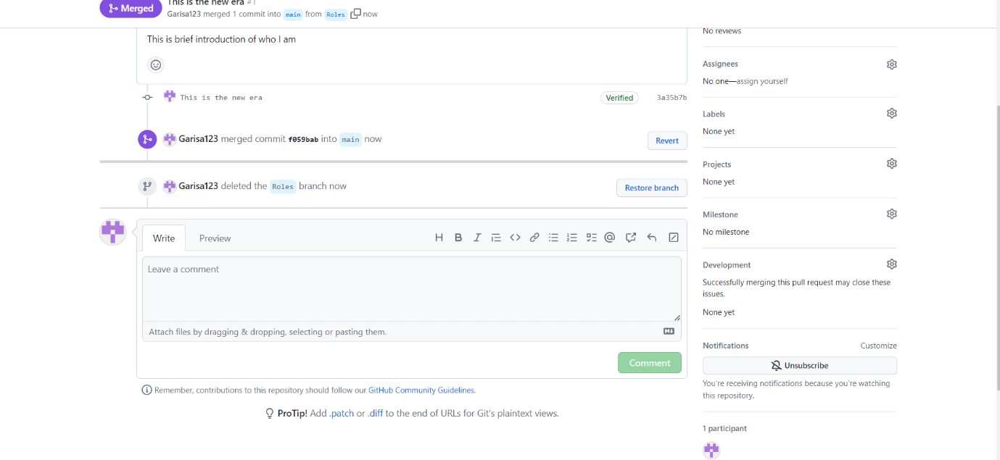 Merged
This is the new era #1
Garisa123 merged 1 commit into main from Roles now
This is brief introduction of who I am
This is the new era
Verified
3a35b7b
Garisa123 merged commit f059bab into main now
Revert
Garisa123 deleted the Roles branch now
Restore branch
Write
Preview
Leave a comment
Attach files by dragging & dropping, selecting or pasting them.
Comment
Remember, contributions to this repository should follow our GitHub Community Guidelines.
ProTip! Add .patch or .diff to the end of URLs for Git's plaintext views.
No reviews
Assignees
No one—assign yourself
Labels
None yet
Projects
None yet
Milestone
No milestone
Development
Successfully merging this pull request may close these
issues.
None yet
Notifications
Customize
Unsubscribe
You're receiving notifications because you're watching
this repository.
1 participant